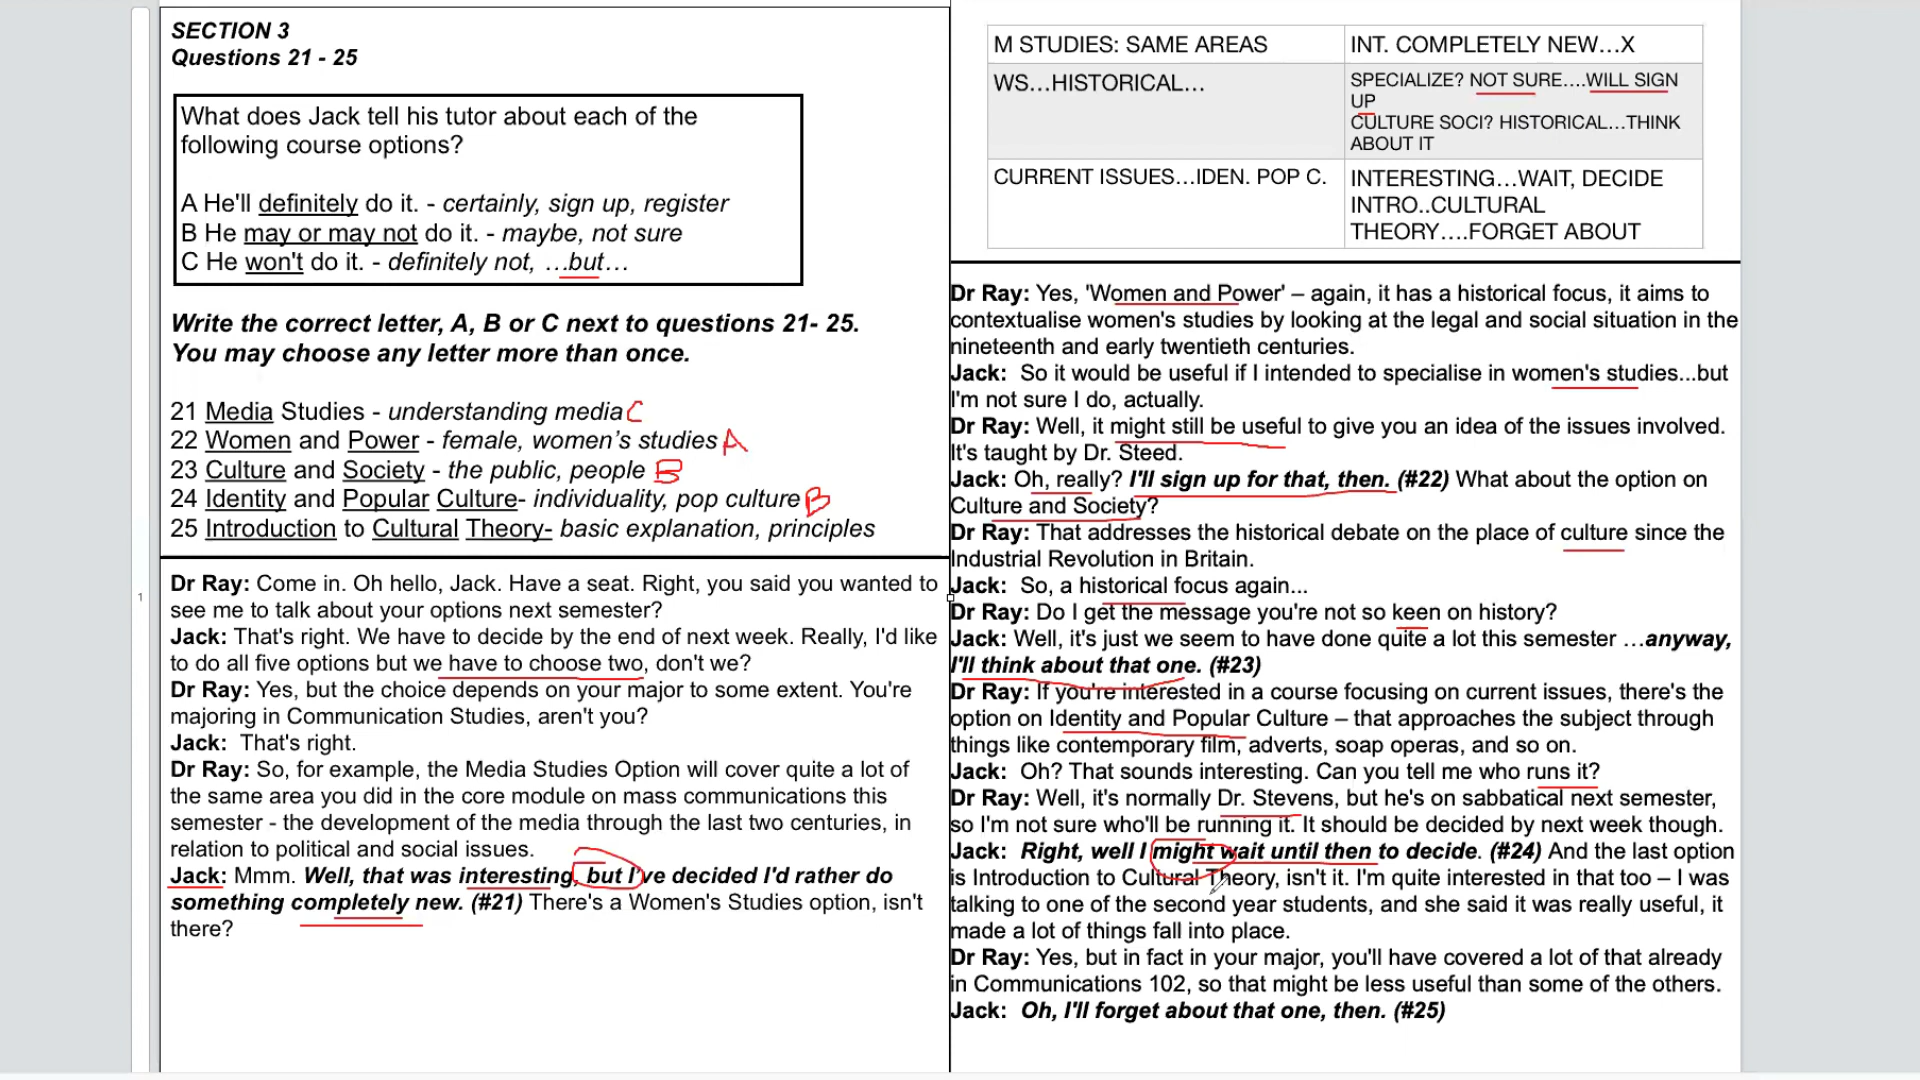 SECTION 3
Questions 21 - 25
What does Jack tell his tutor about each of the
following course options?
A He'll definitely do it. - certainly, sign up, register
B He may or may not do it. - maybe, not sure
C He won't do it. - definitely not, …but…
Write the correct letter, A, B or C next to questions 21- 25.
You may choose any letter more than once.
21 Media Studies - understanding media C
22 Women and Power - female, women's studies A
23 Culture and Society - the public, people B
24 Identity and Popular Culture- individuality, pop culture B
25 Introduction to Cultural Theory- basic explanation, principles
1
Dr Ray: Come in. Oh hello, Jack. Have a seat. Right, you said you wanted to
see me to talk about your options next semester?
Jack: That's right. We have to decide by the end of next week. Really, I'd like
to do all five options but we have to choose two, don't we?
Dr Ray: Yes, but the choice depends on your major to some extent. You're
majoring in Communication Studies, aren't you?
Jack: That's right.
Dr Ray: So, for example, the Media Studies Option will cover quite a lot of
the same area you did in the core module on mass communications this
semester - the development of the media through the last two centuries, in
relation to political and social issues.
Jack: Mmm. Well, that was interesting, but I've decided I'd rather do
something completely new. (#21) There's a Women's Studies option, isn't
there?
M STUDIES: SAME AREAS
INT. COMPLETELY NEW…X
WS…HISTORICAL…
SPECIALIZE? NOT SURE….WILL SIGN
UP
CULTURE SOCI? HISTORICAL…THINK
ABOUT IT
CURRENT ISSUES…IDEN. POP C.
INTERESTING…WAIT, DECIDE
INTRO..CULTURAL
THEORY….FORGET ABOUT
Dr Ray: Yes, 'Women and Power' – again, it has a historical focus, it aims to
contextualise women's studies by looking at the legal and social situation in the
nineteenth and early twentieth centuries.
Jack: So it would be useful if I intended to specialise in women's studies...but
I'm not sure I do, actually.
Dr Ray: Well, it might still be useful to give you an idea of the issues involved.
It's taught by Dr. Steed.
Jack: Oh, really? I'll sign up for that, then. (#22) What about the option on
Culture and Society?
Dr Ray: That addresses the historical debate on the place of culture since the
Industrial Revolution in Britain.
Jack: So, a historical focus again...
Dr Ray: Do I get the message you're not so keen on history?
Jack: Well, it's just we seem to have done quite a lot this semester …anyway,
I'll think about that one. (#23)
Dr Ray: If you're interested in a course focusing on current issues, there's the
option on Identity and Popular Culture – that approaches the subject through
things like contemporary film, adverts, soap operas, and so on.
Jack: Oh? That sounds interesting. Can you tell me who runs it?
Dr Ray: Well, it's normally Dr. Stevens, but he's on sabbatical next semester,
so I'm not sure who'll be running it. It should be decided by next week though.
Jack: Right, well I might wait until then to decide. (#24) And the last option
is Introduction to Cultural Theory, isn't it. I'm quite interested in that too – I was
talking to one of the second year students, and she said it was really useful, it
made a lot of things fall into place.
Dr Ray: Yes, but in fact in your major, you'll have covered a lot of that already
in Communications 102, so that might be less useful than some of the others.
Jack: Oh, I'll forget about that one, then. (#25)